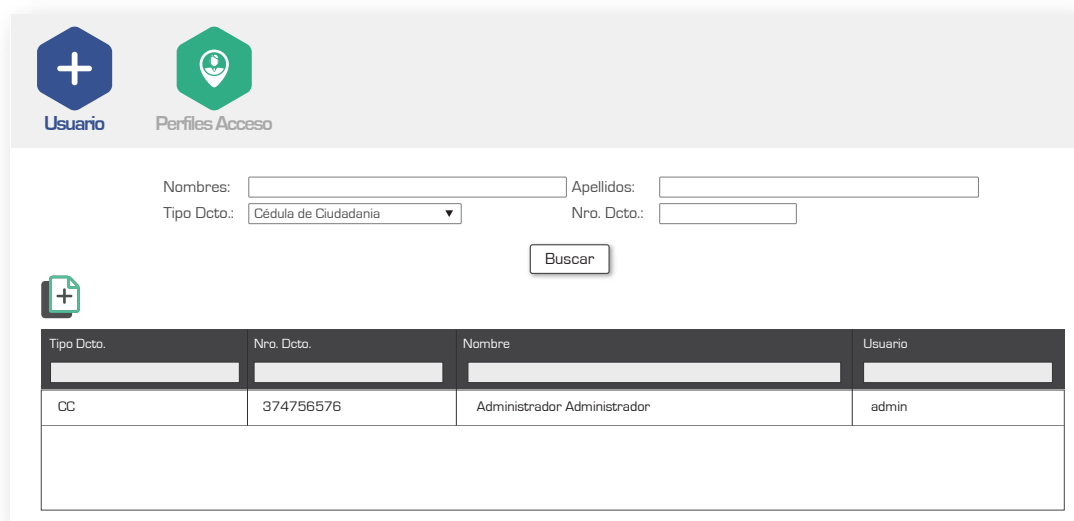 Usuario Perfiles Acceso
Nombres: Apellidos:
Tipo Dcto.: Cédula de Ciudadania ▼ Nro. Dcto.:
Buscar
Tipo Dcto. Nro. Dcto. Nombre Usuario
CC 374756576 Administrador Administrador admin